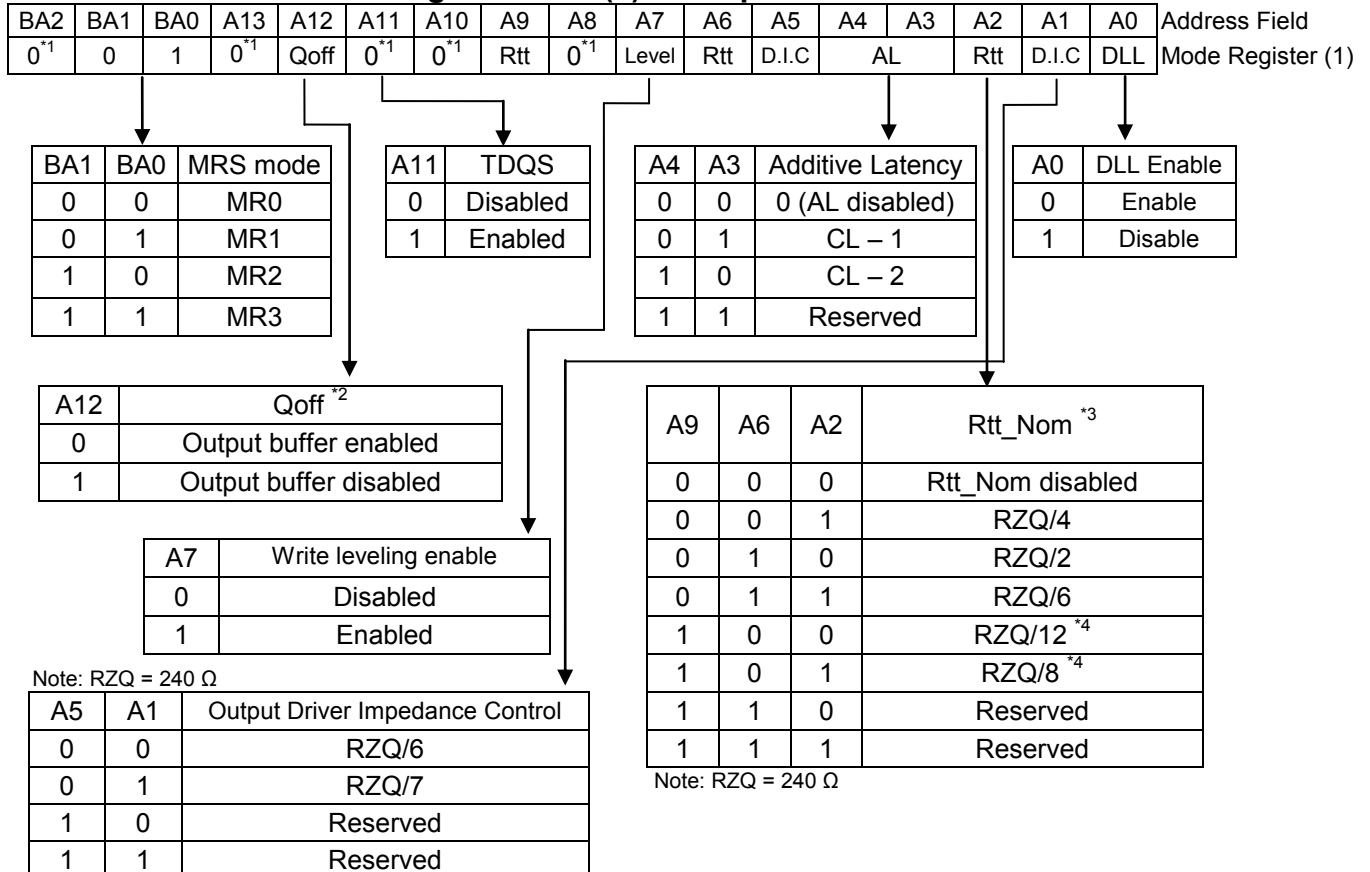 BA2 BA1 BA0 A13 A12 A11 A10 A9 A8 A7 A6 A5 A4 A3 A2 A1 A0 Address Field
0*1 0 1 0*1 Qoff 0*1 0*1 Rtt 0*1 Level Rtt D.I.C AL Rtt D.I.C DLL Mode Register (1)
BA1 BA0 MRS mode
0 0 MR0
0 1 MR1
1 0 MR2
1 1 MR3
A11 TDQS
0 Disabled
1 Enabled
A4 A3 Additive Latency
0 0 0 (AL disabled)
0 1 CL – 1
1 0 CL – 2
1 1 Reserved
A0 DLL Enable
0 Enable
1 Disable
A12 Qoff *2
0 Output buffer enabled
1 Output buffer disabled
A9 A6 A2 Rtt_Nom *3
0 0 0 Rtt_Nom disabled
0 0 1 RZQ/4
0 1 0 RZQ/2
0 1 1 RZQ/6
1 0 0 RZQ/12 *4
1 0 1 RZQ/8 *4
1 1 0 Reserved
1 1 1 Reserved
Note: RZQ = 240 Ω
A7 Write leveling enable
0 Disabled
1 Enabled
Note: RZQ = 240 Ω
A5 A1 Output Driver Impedance Control
0 0 RZQ/6
0 1 RZQ/7
1 0 Reserved
1 1 Reserved